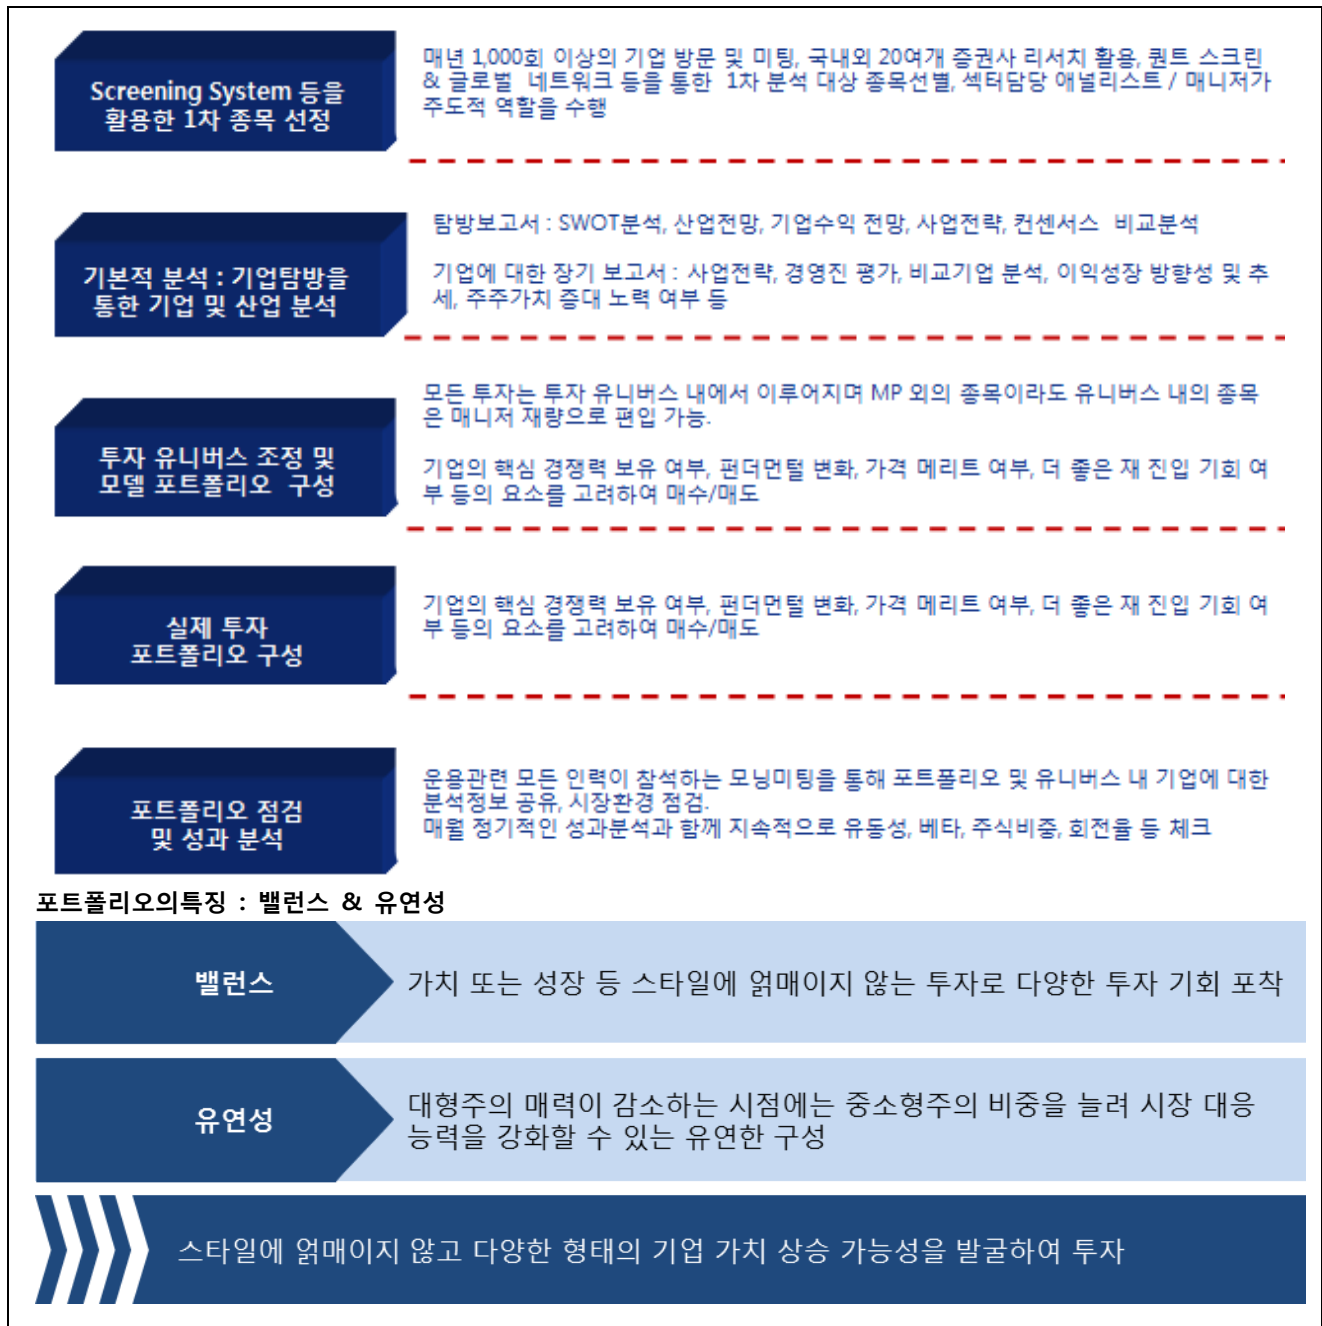 Screening System 등을
활용한 1차 종목 선정
매년 1,000회 이상의 기업 방문 및 미팅, 국내외 20여개 증권사 리서치 활용, 퀀트 스크린
& 글로벌 네트워크 등을 통한 1차 분석 대상 종목선별, 섹터담당 애널리스트 / 매니저가
주도적 역할을 수행
기본적 분석 : 기업탐방을
통한 기업 및 산업 분석
탐방보고서 : SWOT분석, 산업전망, 기업수익 전망, 사업전략, 컨센서스 비교분석
기업에 대한 장기 보고서 : 사업전략, 경영진 평가, 비교기업 분석, 이익성장 방향성 및 추
세, 주주가치 증대 노력 여부 등
투자 유니버스 조정 및
모델 포트폴리오 구성
모든 투자는 투자 유니버스 내에서 이루어지며 MP 외의 종목이라도 유니버스 내의 종목
은 매니저 재량으로 편입 가능.
기업의 핵심 경쟁력 보유 여부, 펀더먼털 변화, 가격 메리트 여부, 더 좋은 재 진입 기회 여
부 등의 요소를 고려하여 매수/매도
실제 투자
포트폴리오 구성
기업의 핵심 경쟁력 보유 여부, 펀더먼털 변화, 가격 메리트 여부, 더 좋은 재 진입 기회 여
부 등의 요소를 고려하여 매수/매도
포트폴리오 점검
및 성과 분석
운용관련 모든 인력이 참석하는 모닝미팅을 통해 포트폴리오 및 유니버스 내 기업에 대한
분석정보 공유, 시장환경 점검.
매월 정기적인 성과분석과 함께 지속적으로 유동성, 베타, 주식비중, 회전율 등 체크
포트폴리오의특징 : 밸런스 & 유연성
밸런스
가치 또는 성장 등 스타일에 얽매이지 않는 투자로 다양한 투자 기회 포착
유연성
대형주의 매력이 감소하는 시점에는 중소형주의 비중을 늘려 시장 대응
능력을 강화할 수 있는 유연한 구성
스타일에 얽매이지 않고 다양한 형태의 기업 가치 상승 가능성을 발굴하여 투자